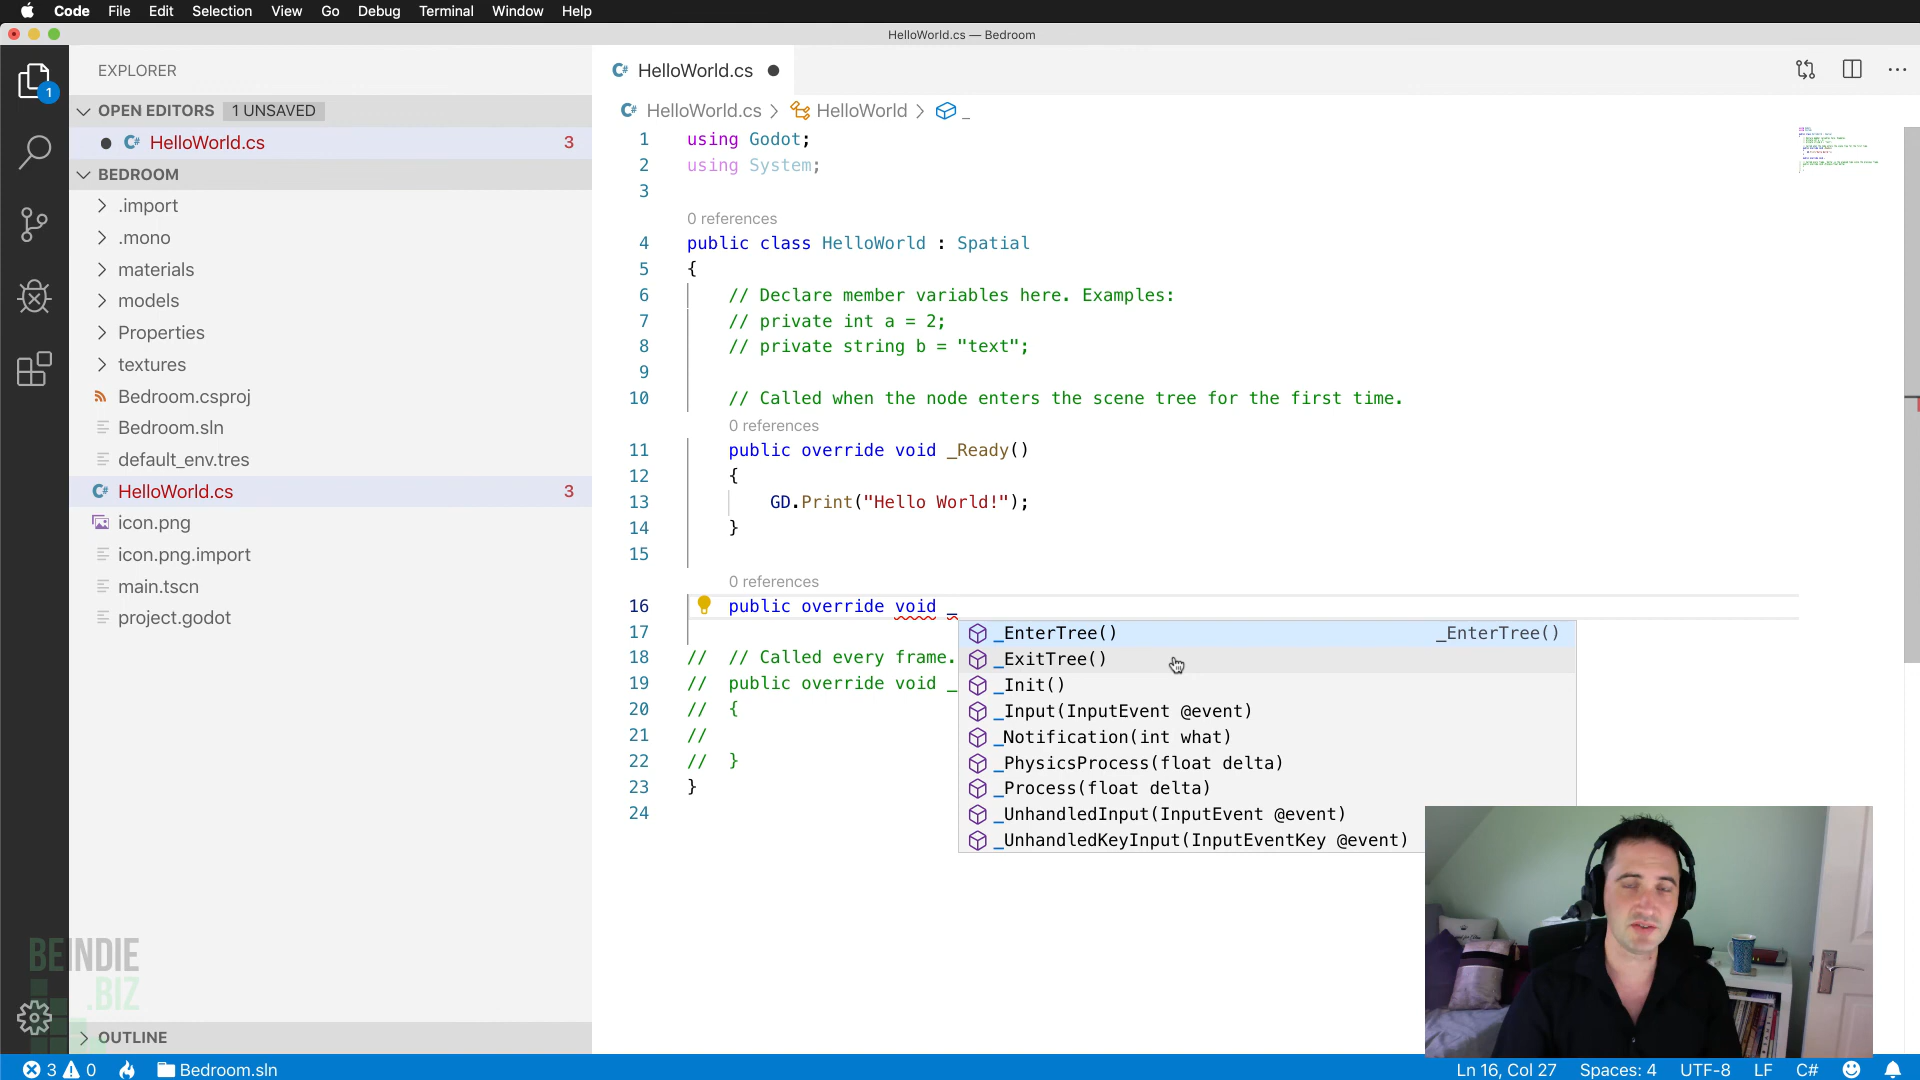 Code File Edit Selection View Go Debug Terminal Window Help
HelloWorld.cs — Bedroom
EXPLORER
OPEN EDITORS 1 UNSAVED
HelloWorld.cs 3
BEDROOM
.import
.mono
materials
models
Properties
textures
Bedroom.csproj
Bedroom.sln
default_env.tres
HelloWorld.cs 3
icon.png
icon.png.import
main.tscn
project.godot
OUTLINE
1
BEINDIE
.BIZ
HelloWorld.cs
HelloWorld.cs > HelloWorld > _
1 using Godot;
2 using System;
3
0 references
4 public class HelloWorld : Spatial
5 {
6 // Declare member variables here. Examples:
7 // private int a = 2;
8 // private string b = "text";
9
10 // Called when the node enters the scene tree for the first time.
0 references
11 public override void _Ready()
12 {
13 GD.Print("Hello World!");
14 }
15
0 references
16 public override void _
17
18 // // Called every frame.
19 // public override void _
20 // {
21 //
22 // }
23 }
24
_EnterTree() _EnterTree()
_ExitTree()
_Init()
_Input(InputEvent @event)
_Notification(int what)
_PhysicsProcess(float delta)
_Process(float delta)
_UnhandledInput(InputEvent @event)
_UnhandledKeyInput(InputEventKey @event)
3 0 Bedroom.sln Ln 16, Col 27 Spaces: 4 UTF-8 LF C#